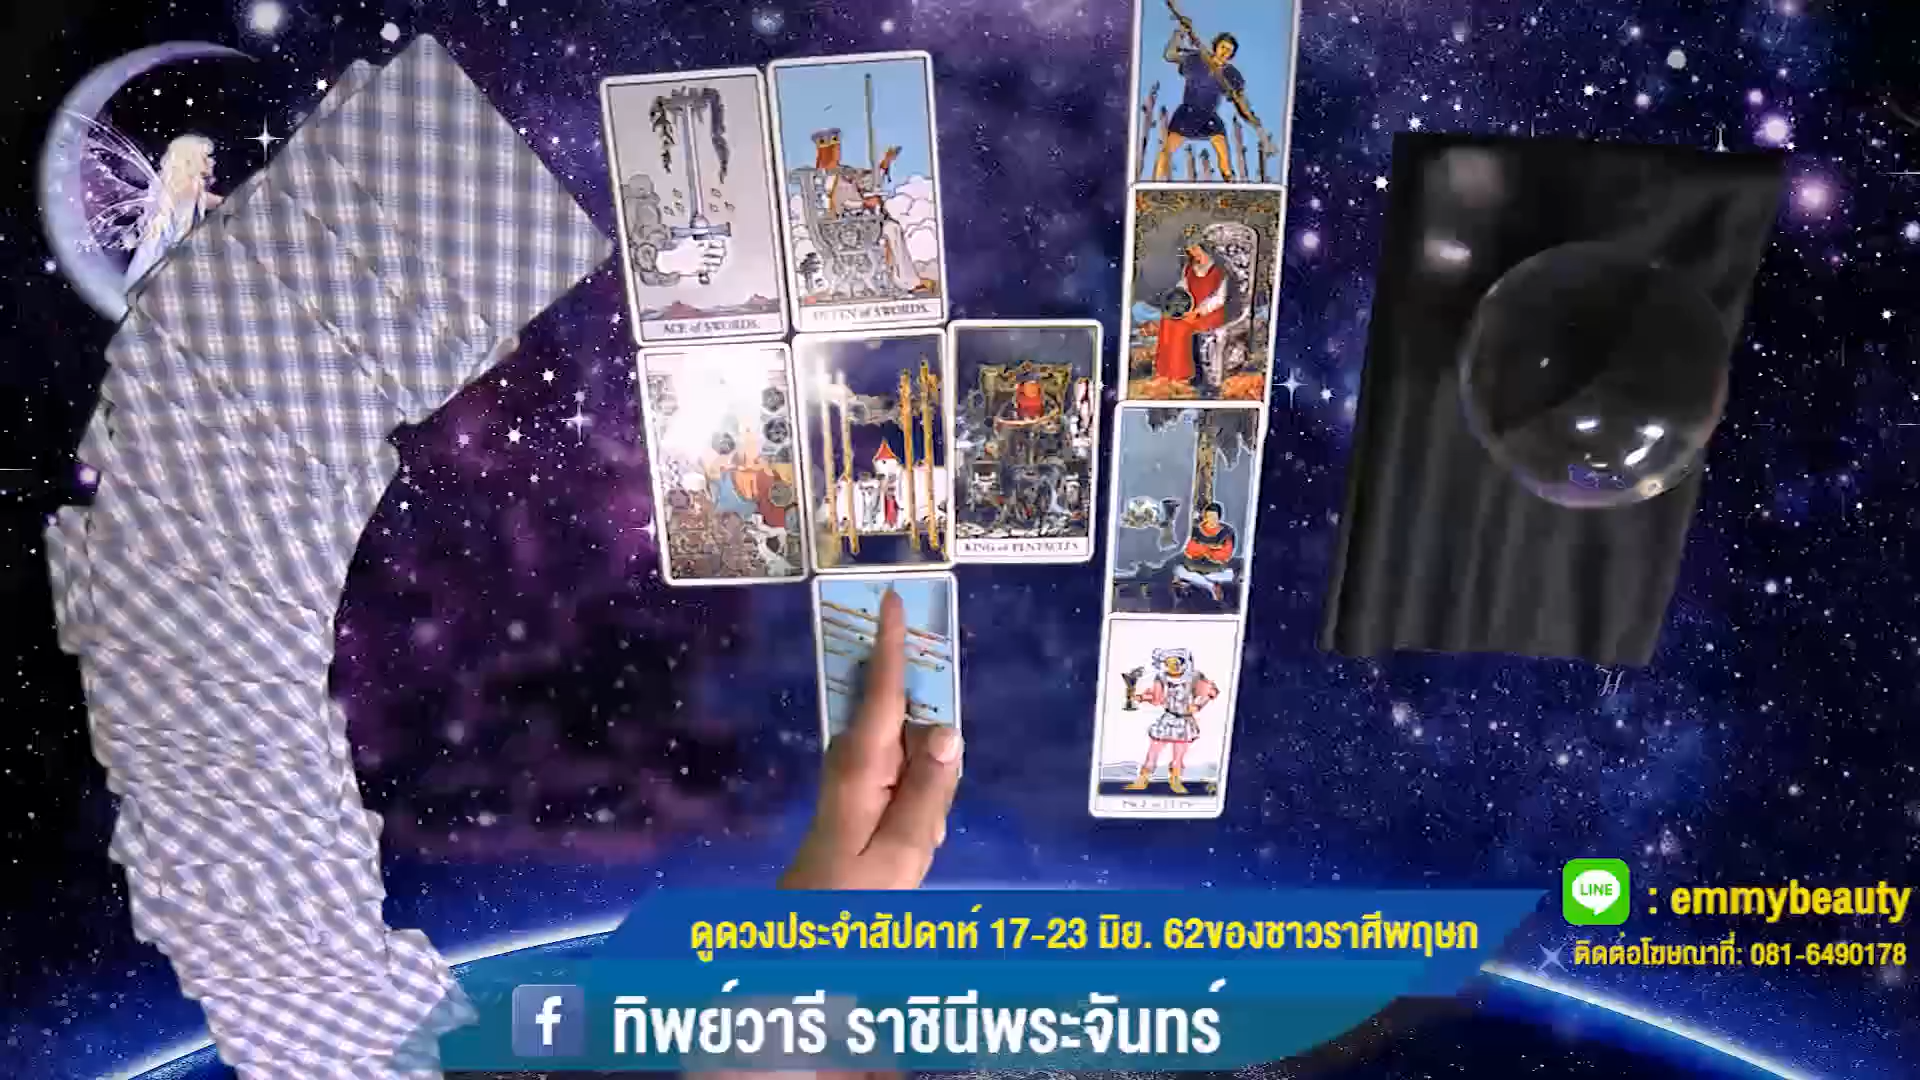 ACE of SWORDS.
QUEEN of SWORDS.
KING of PENTACLES
LINE
: emmybeauty
ดูดวงประจำสัปดาห์ 17-23 มิย. 62ของชาวราศีพฤษภ
ติดต่อโฆษณาที่: 081-6490178
f ทิพย์วารี ราชินีพระจันทร์